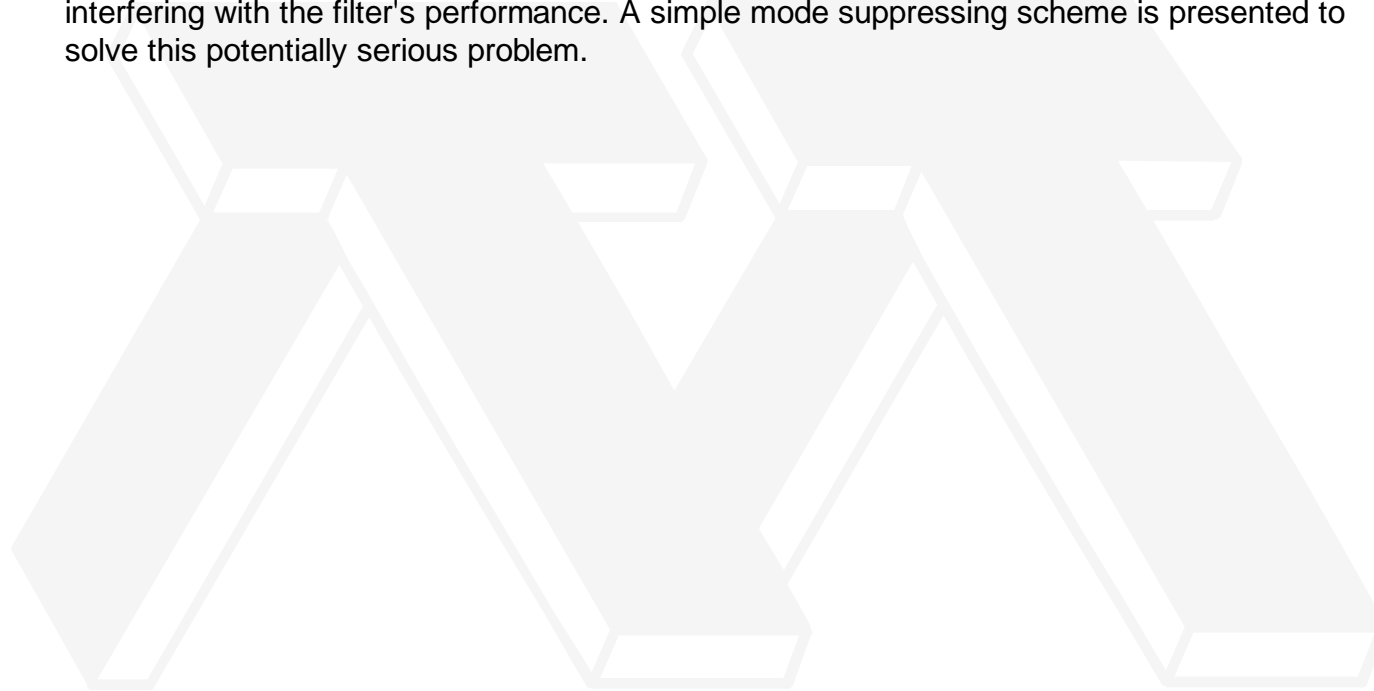 interfering with the filter's performance. A simple mode suppressing scheme is presented to
solve this potentially serious problem.